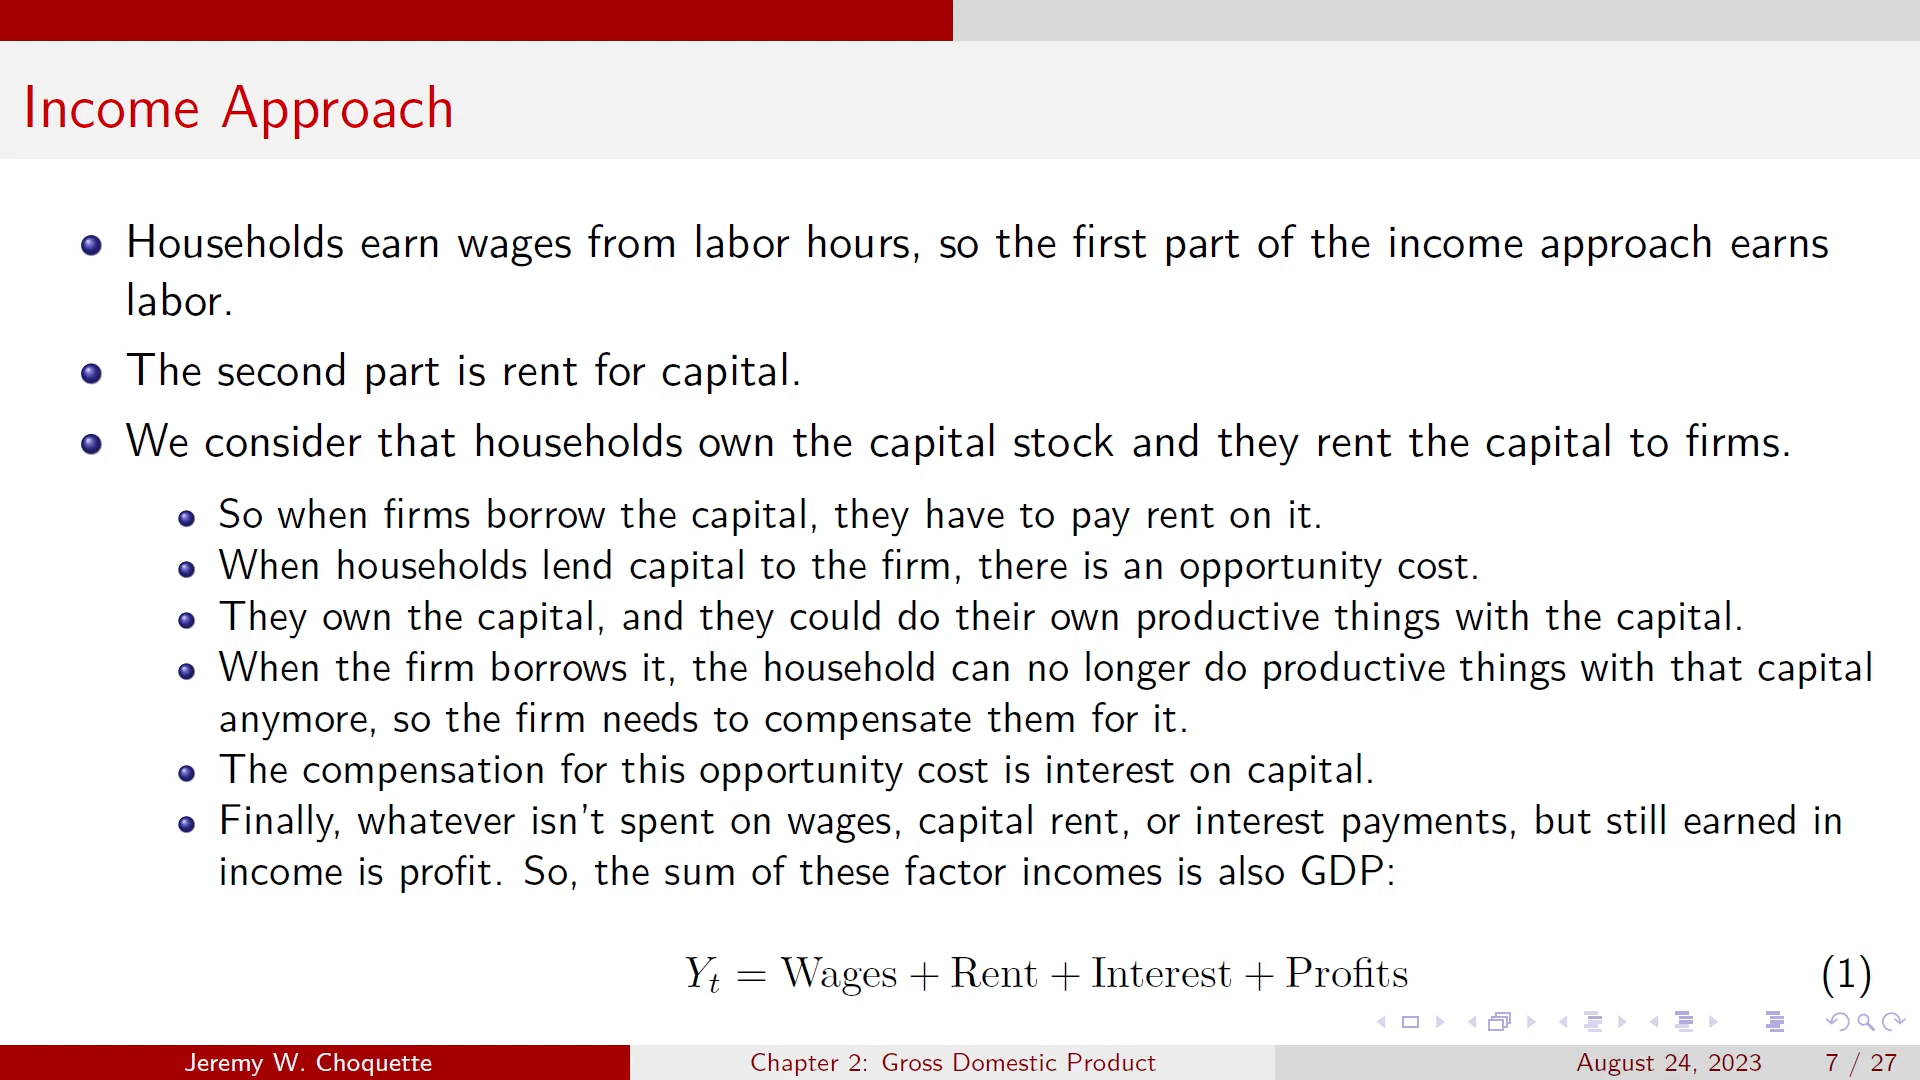 Income Approach
Households earn wages from labor hours, so the first part of the income approach earns
labor.
The second part is rent for capital.
We consider that households own the capital stock and they rent the capital to firms.
So when firms borrow the capital, they have to pay rent on it.
When households lend capital to the firm, there is an opportunity cost.
They own the capital, and they could do their own productive things with the capital.
When the firm borrows it, the household can no longer do productive things with that capital
anymore, so the firm needs to compensate them for it.
The compensation for this opportunity cost is interest on capital.
Finally, whatever isn't spent on wages, capital rent, or interest payments, but still earned in
income is profit. So, the sum of these factor incomes is also GDP:
Yₜ = Wages + Rent + Interest + Profits (1)
Jeremy W. Choquette Chapter 2: Gross Domestic Product August 24, 2023 7 / 27